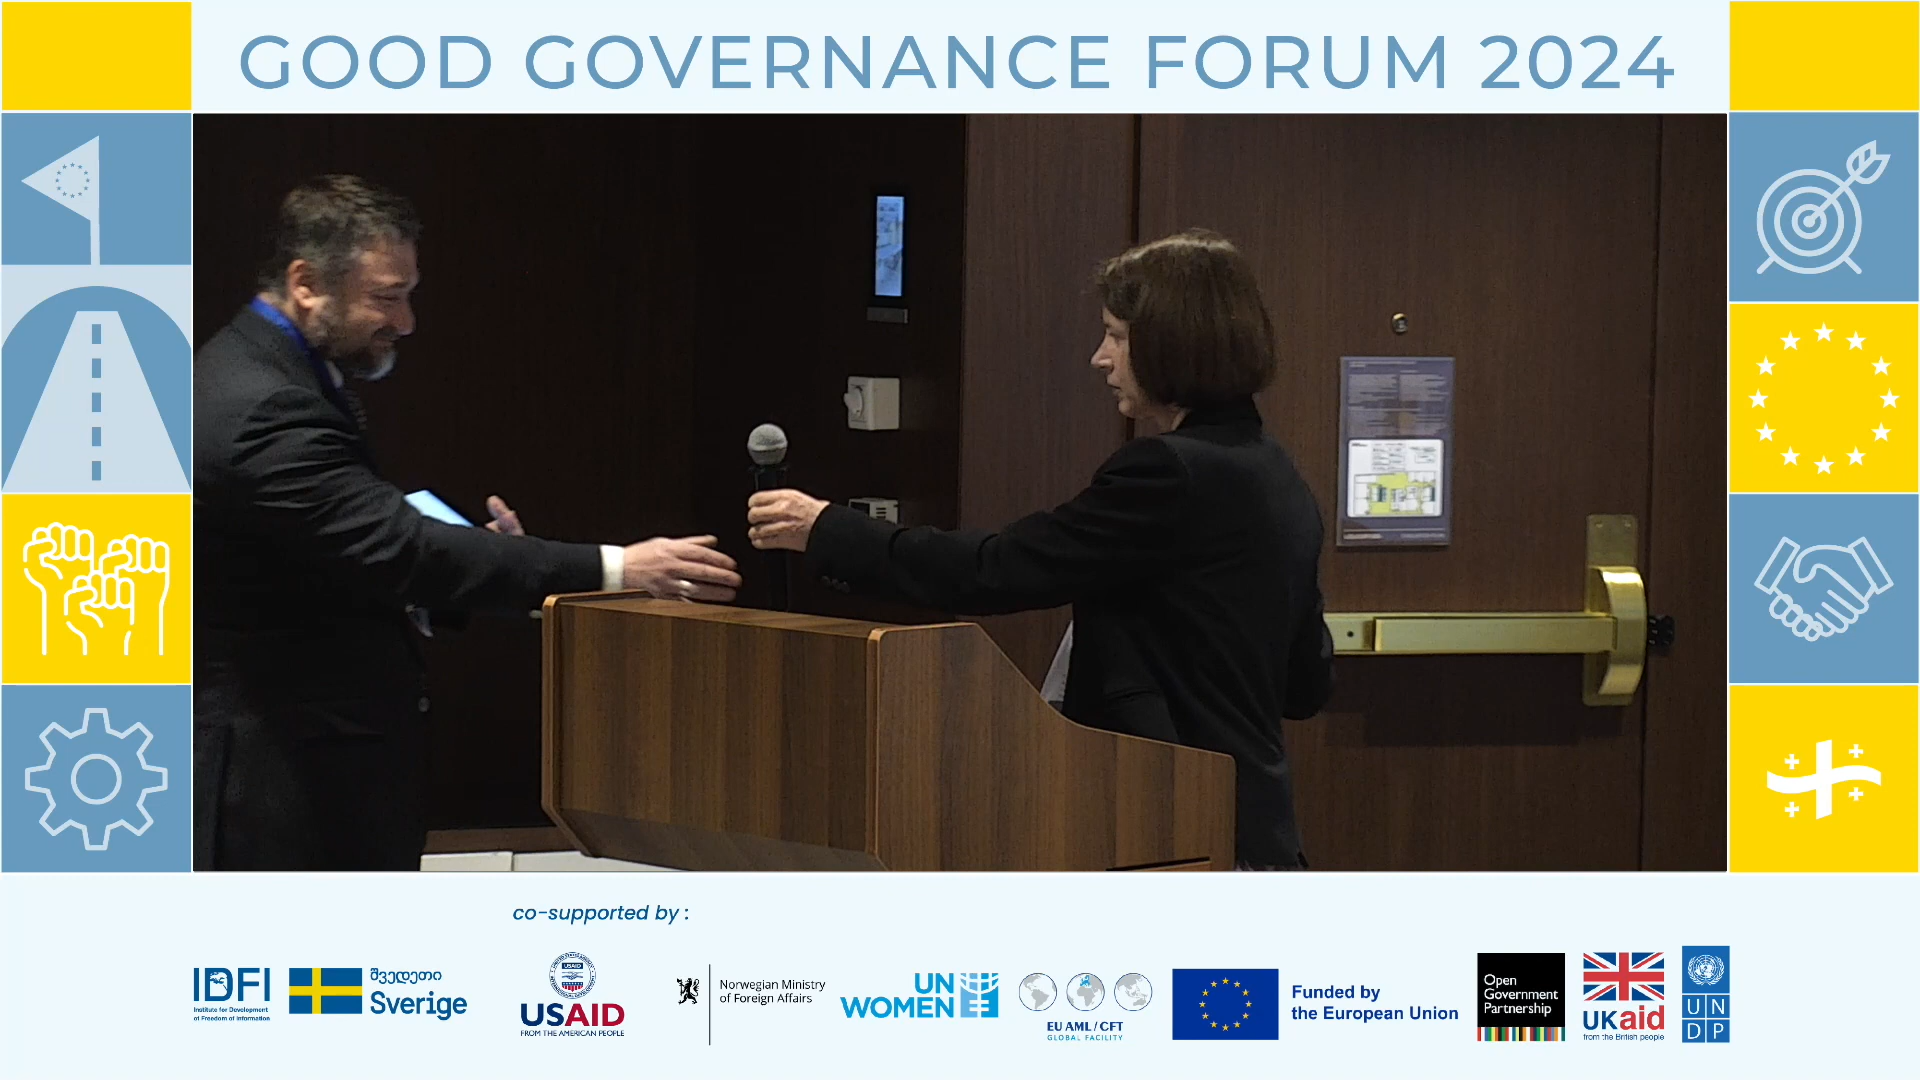 GOOD GOVERNANCE FORUM 2024
co-supported by :
IDFI
Institute for Development
of Freedom of Information
შვედეთი
Sverige
USAID
FROM THE AMERICAN PEOPLE
Norwegian Ministry
of Foreign Affairs
UN
WOMEN
EU AML / CFT
GLOBAL FACILITY
Funded by
the European Union
Open
Government
Partnership
UKaid
from the British people
U N
D P